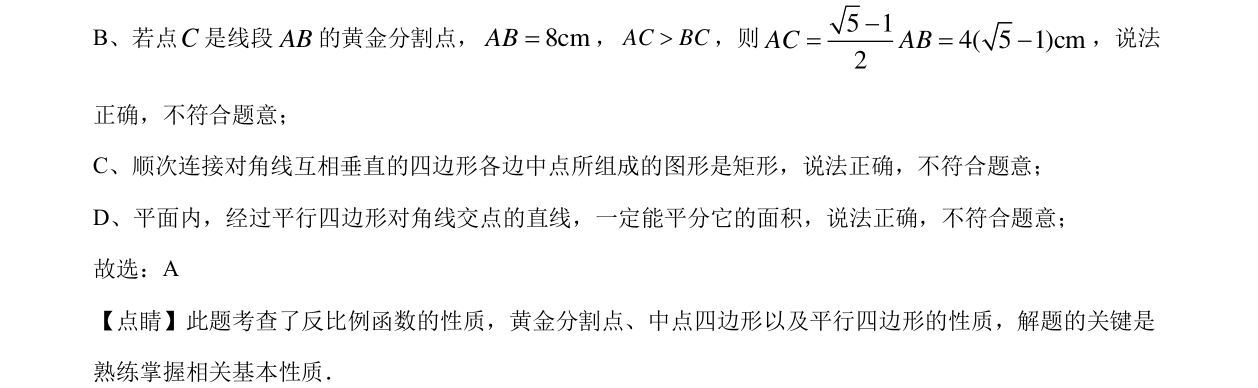 B、若点C是线段AB的黄金分割点，AB=8cm，AC>BC，则AC=\frac{\sqrt{5}-1}{2}AB=4(\sqrt{5}-1)cm，说法
正确，不符合题意；
C、顺次连接对角线互相垂直的四边形各边中点所组成的图形是矩形，说法正确，不符合题意；
D、平面内，经过平行四边形对角线交点的直线，一定能平分它的面积，说法正确，不符合题意；
故选：A
【点睛】此题考查了反比例函数的性质，黄金分割点、中点四边形以及平行四边形的性质，解题的关键是
熟练掌握相关基本性质．